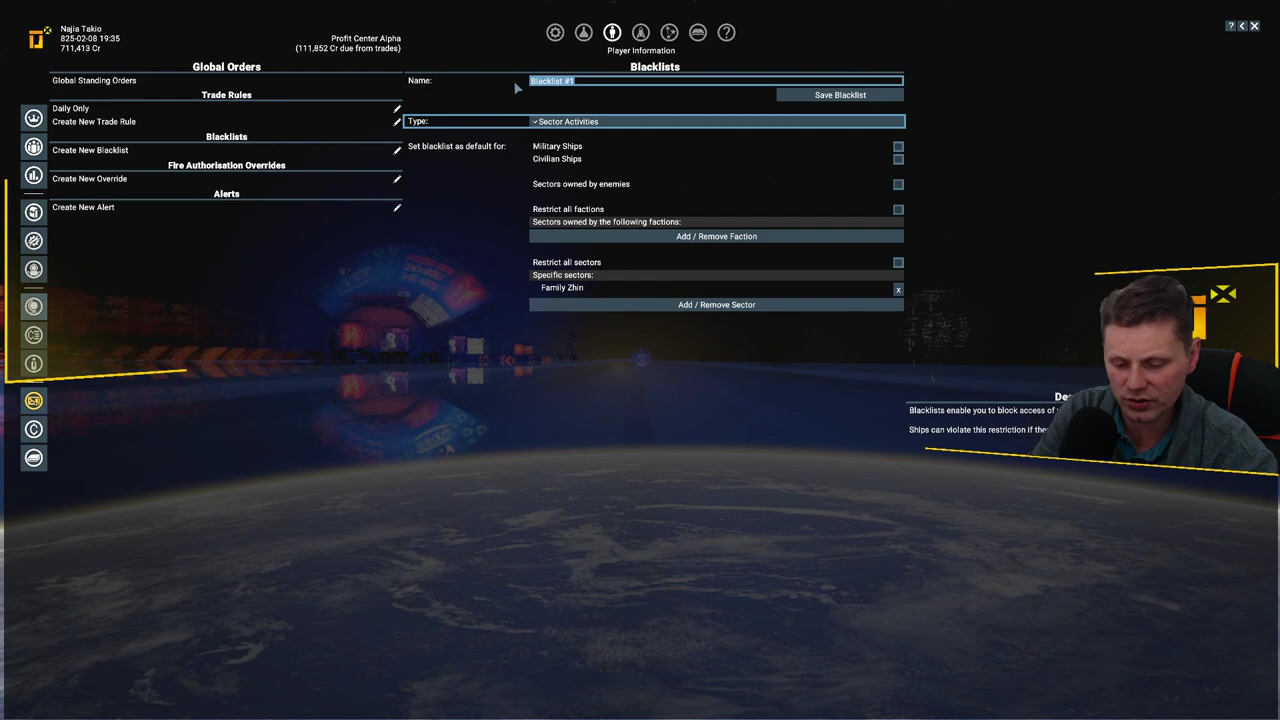 Najia Takio
825-02-08 19:35
711,413 Cr
Profit Center Alpha
(111,852 Cr due from trades)
Player Information
Global Orders
Global Standing Orders
Trade Rules
Daily Only
Create New Trade Rule
Blacklists
Create New Blacklist
Fire Authorisation Overrides
Create New Override
Alerts
Create New Alert
Blacklists
Name: Blacklist #1
Save Blacklist
Type: Sector Activities
Set blacklist as default for: Military Ships
Civilian Ships
Sectors owned by enemies
Restrict all factions
Sectors owned by the following factions:
Add / Remove Faction
Restrict all sectors
Specific sectors:
Family Zhin x
Add / Remove Sector
Blacklists enable you to block access of
Ships can violate this restriction if